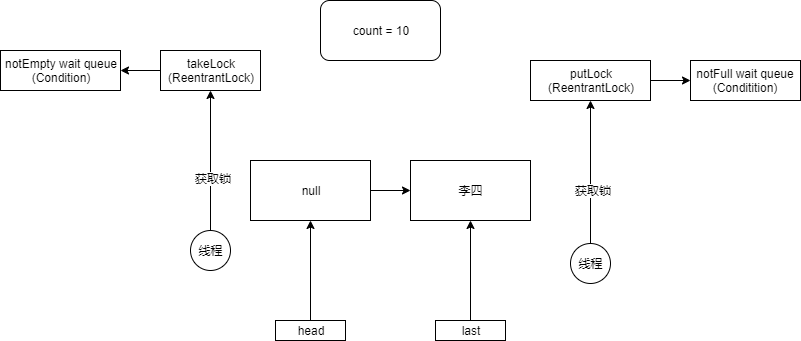 count = 10
notEmpty wait queue
(Condition)
takeLock
(ReentrantLock)
putLock
(ReentrantLock)
notFull wait queue
(Conditition)
获取锁
获取锁
null
李四
线程
线程
head
last